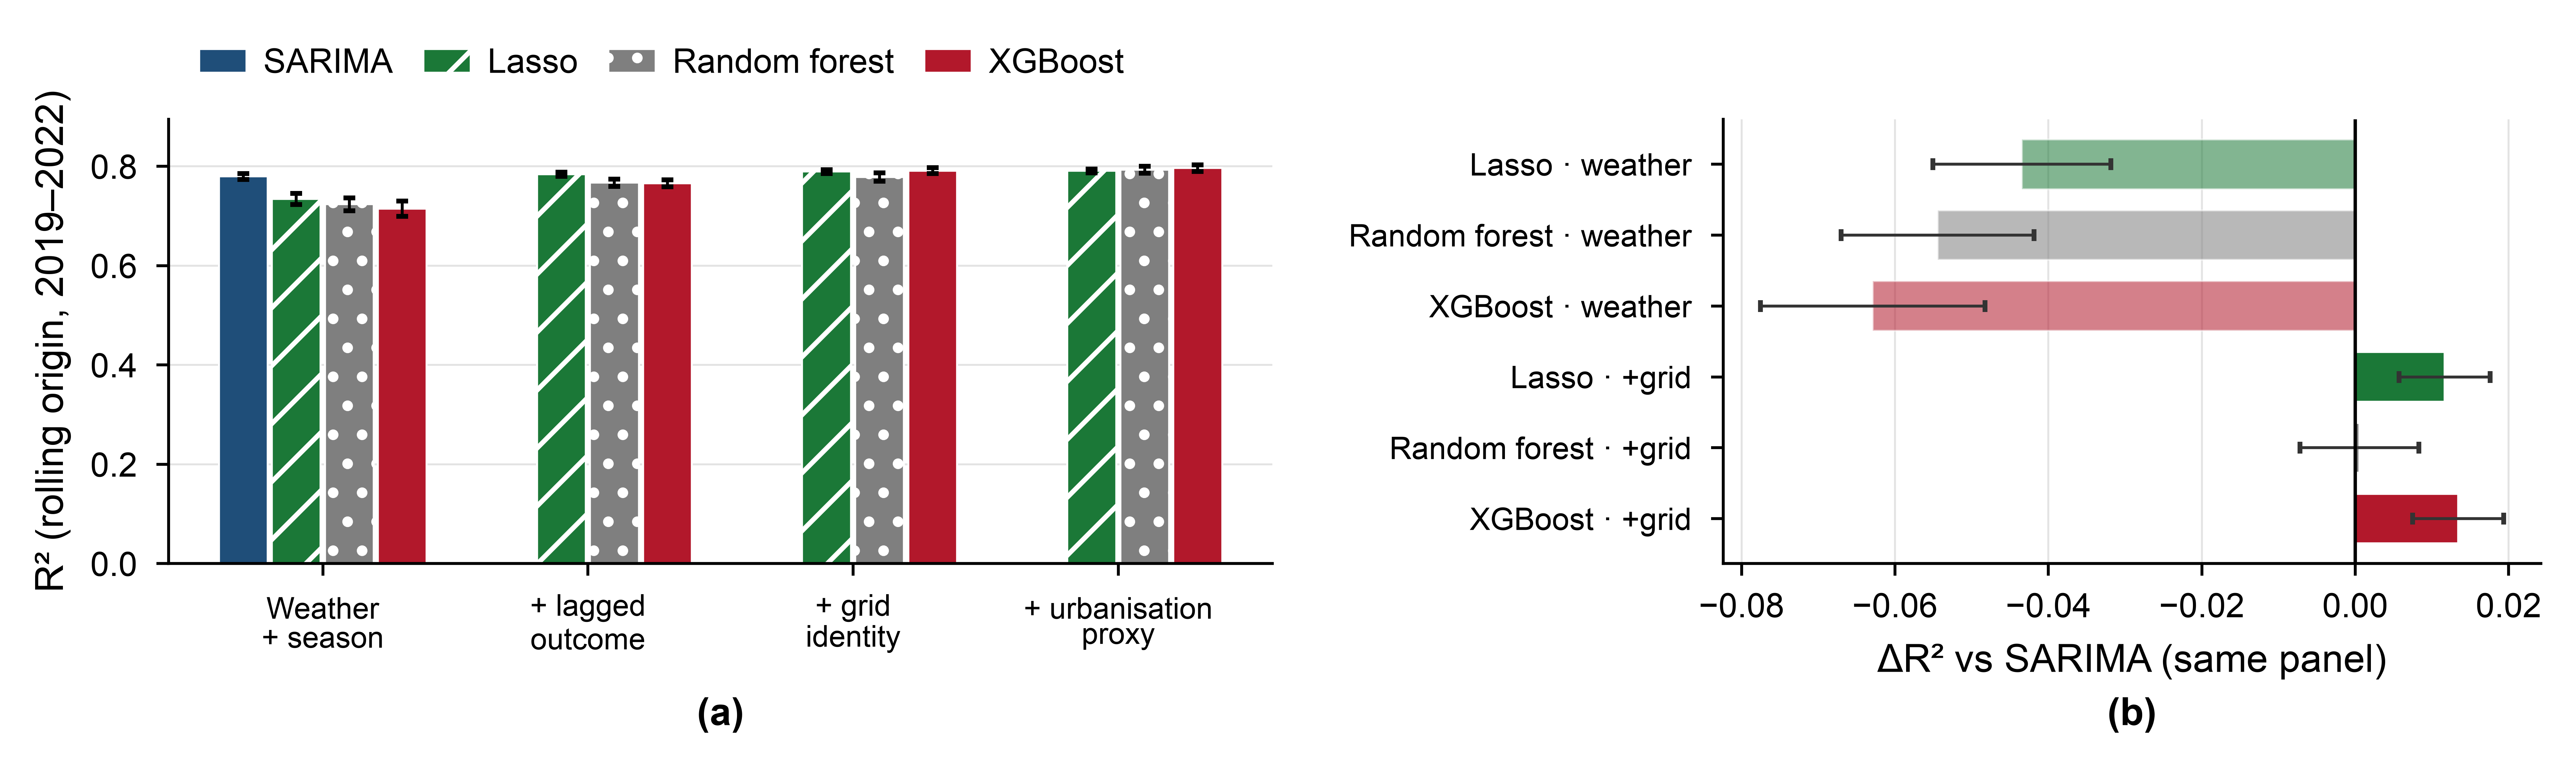 SARIMA Lasso Random forest XGBoost
R² (rolling origin, 2019–2022)
0.8
0.6
0.4
0.2
0.0
Weather
+ season
+ lagged
outcome
+ grid
identity
+ urbanisation
proxy
(a)
Lasso · weather
Random forest · weather
XGBoost · weather
Lasso · +grid
Random forest · +grid
XGBoost · +grid
−0.08 −0.06 −0.04 −0.02 0.00 0.02
ΔR² vs SARIMA (same panel)
(b)